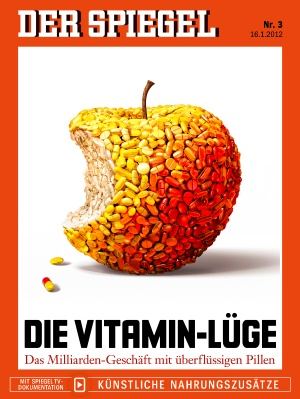 DER SPIEGEL
Nr. 3
16.1.2012
DIE VITAMIN-LÜGE
Das Milliarden-Geschäft mit überflüssigen Pillen
MIT SPIEGEL TV-
DOKUMENTATION
KÜNSTLICHE NAHRUNGSZUSÄTZE